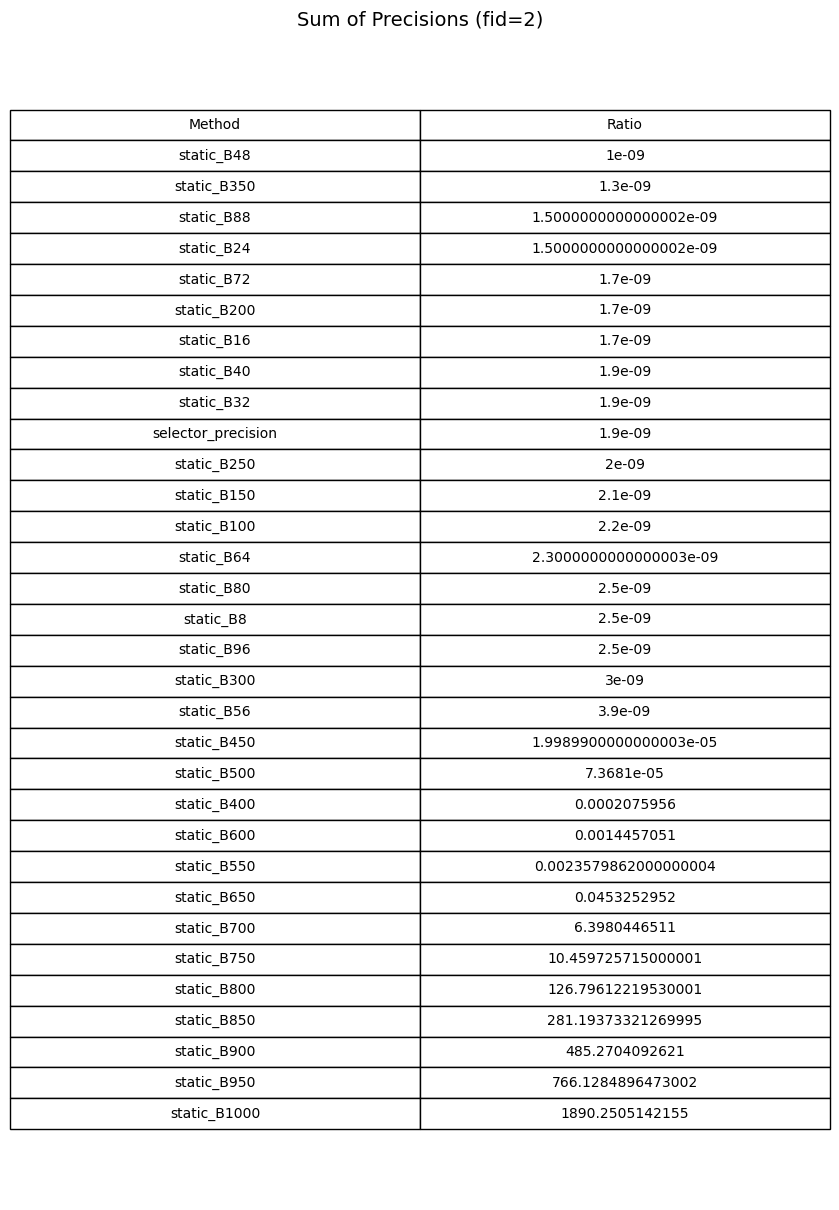 Sum of Precisions (fid=2)
Method Ratio
static_B48 1e-09
static_B350 1.3e-09
static_B88 1.5000000000000002e-09
static_B24 1.5000000000000002e-09
static_B72 1.7e-09
static_B200 1.7e-09
static_B16 1.7e-09
static_B40 1.9e-09
static_B32 1.9e-09
selector_precision 1.9e-09
static_B250 2e-09
static_B150 2.1e-09
static_B100 2.2e-09
static_B64 2.3000000000000003e-09
static_B80 2.5e-09
static_B8 2.5e-09
static_B96 2.5e-09
static_B300 3e-09
static_B56 3.9e-09
static_B450 1.9989900000000003e-05
static_B500 7.3681e-05
static_B400 0.0002075956
static_B600 0.0014457051
static_B550 0.0023579862000000004
static_B650 0.0453252952
static_B700 6.3980446511
static_B750 10.459725715000001
static_B800 126.79612219530001
static_B850 281.19373321269995
static_B900 485.2704092621
static_B950 766.1284896473002
static_B1000 1890.2505142155